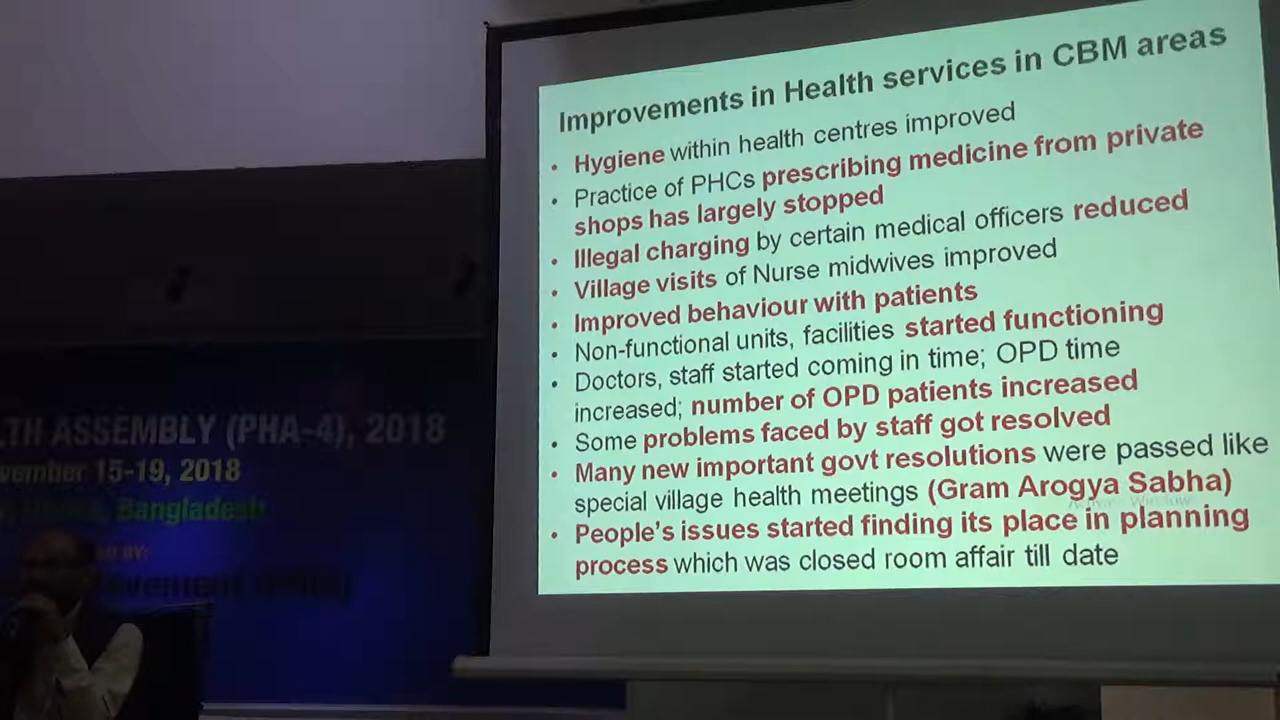 Improvements in Health services in CBM areas
• Hygiene within health centres improved
• Practice of PHCs prescribing medicine from private
shops has largely stopped
• Illegal charging by certain medical officers reduced
• Village visits of Nurse midwives improved
• Improved behaviour with patients
• Non-functional units, facilities started functioning
• Doctors, staff started coming in time; OPD time
increased; number of OPD patients increased
• Some problems faced by staff got resolved
• Many new important govt resolutions were passed like
special village health meetings (Gram Arogya Sabha)
• People's issues started finding its place in planning
process which was closed room affair till date
LTH ASSEMBLY (PHA-4), 2018
vember 15-19, 2018
Bangladesh
BY: